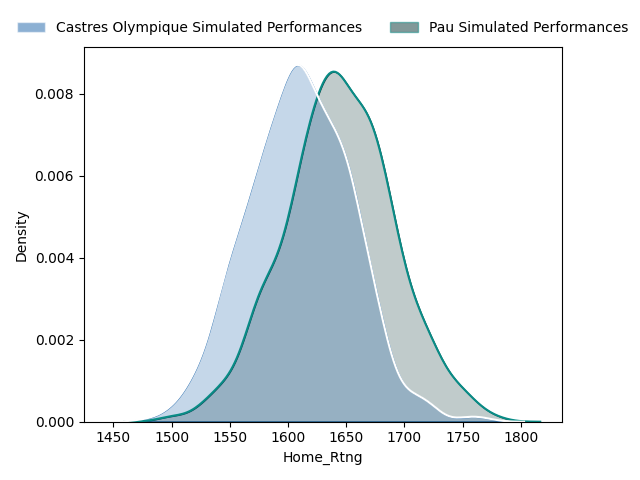 Castres Olympique Simulated Performances
Pau Simulated Performances
0.008
0.006
0.004
0.002
0.000
Density
1450 1500 1550 1600 1650 1700 1750 1800
Home_Rtng